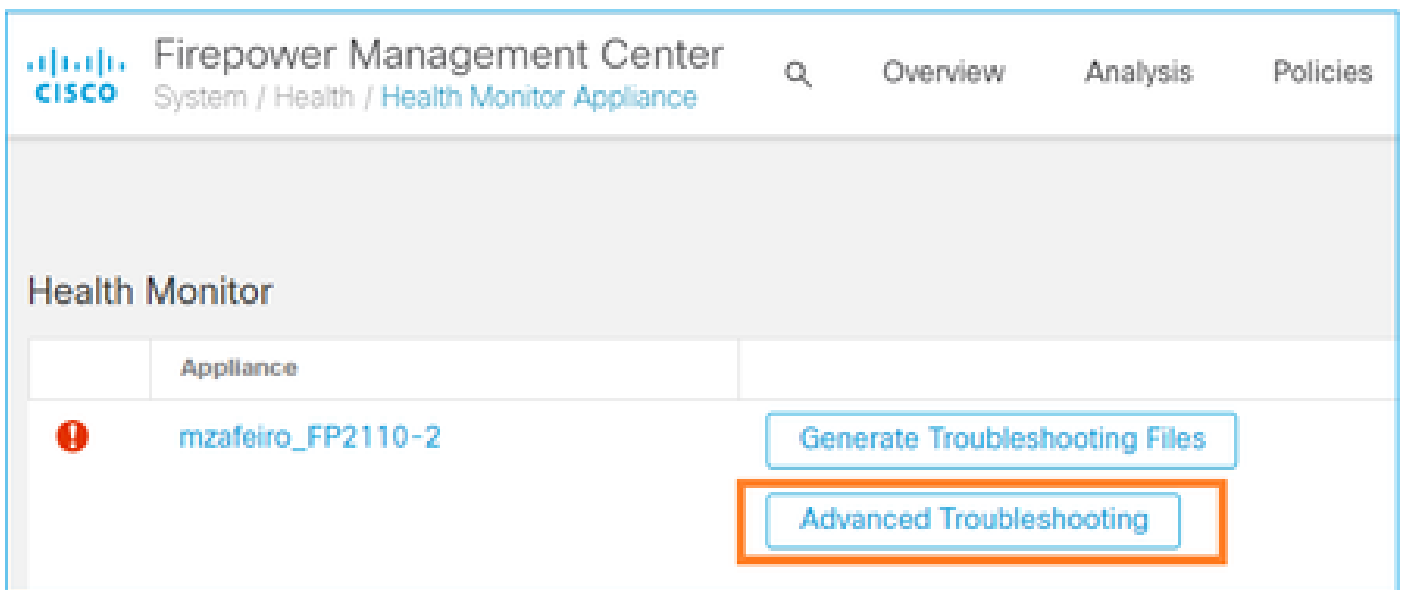 Firepower Management Center
CISCO
System / Health / Health Monitor Appliance
Overview
Analysis
Policies
Health Monitor
Appliance
mzafeiro_FP2110-2
Generate Troubleshooting Files
Advanced Troubleshooting